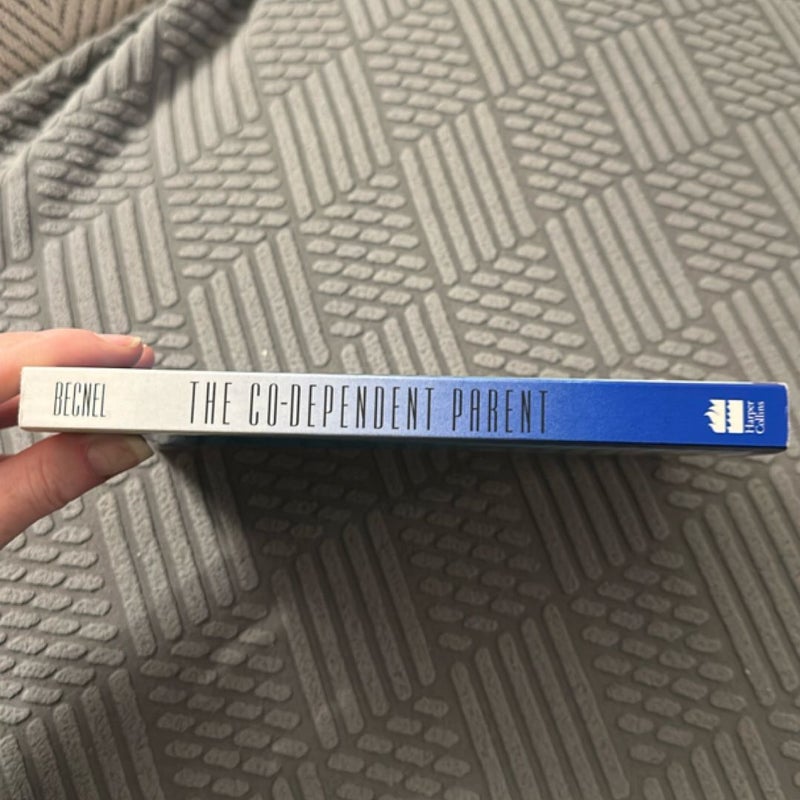 BECNEL
THE CO-DEPENDENT PARENT
Harper
Collins